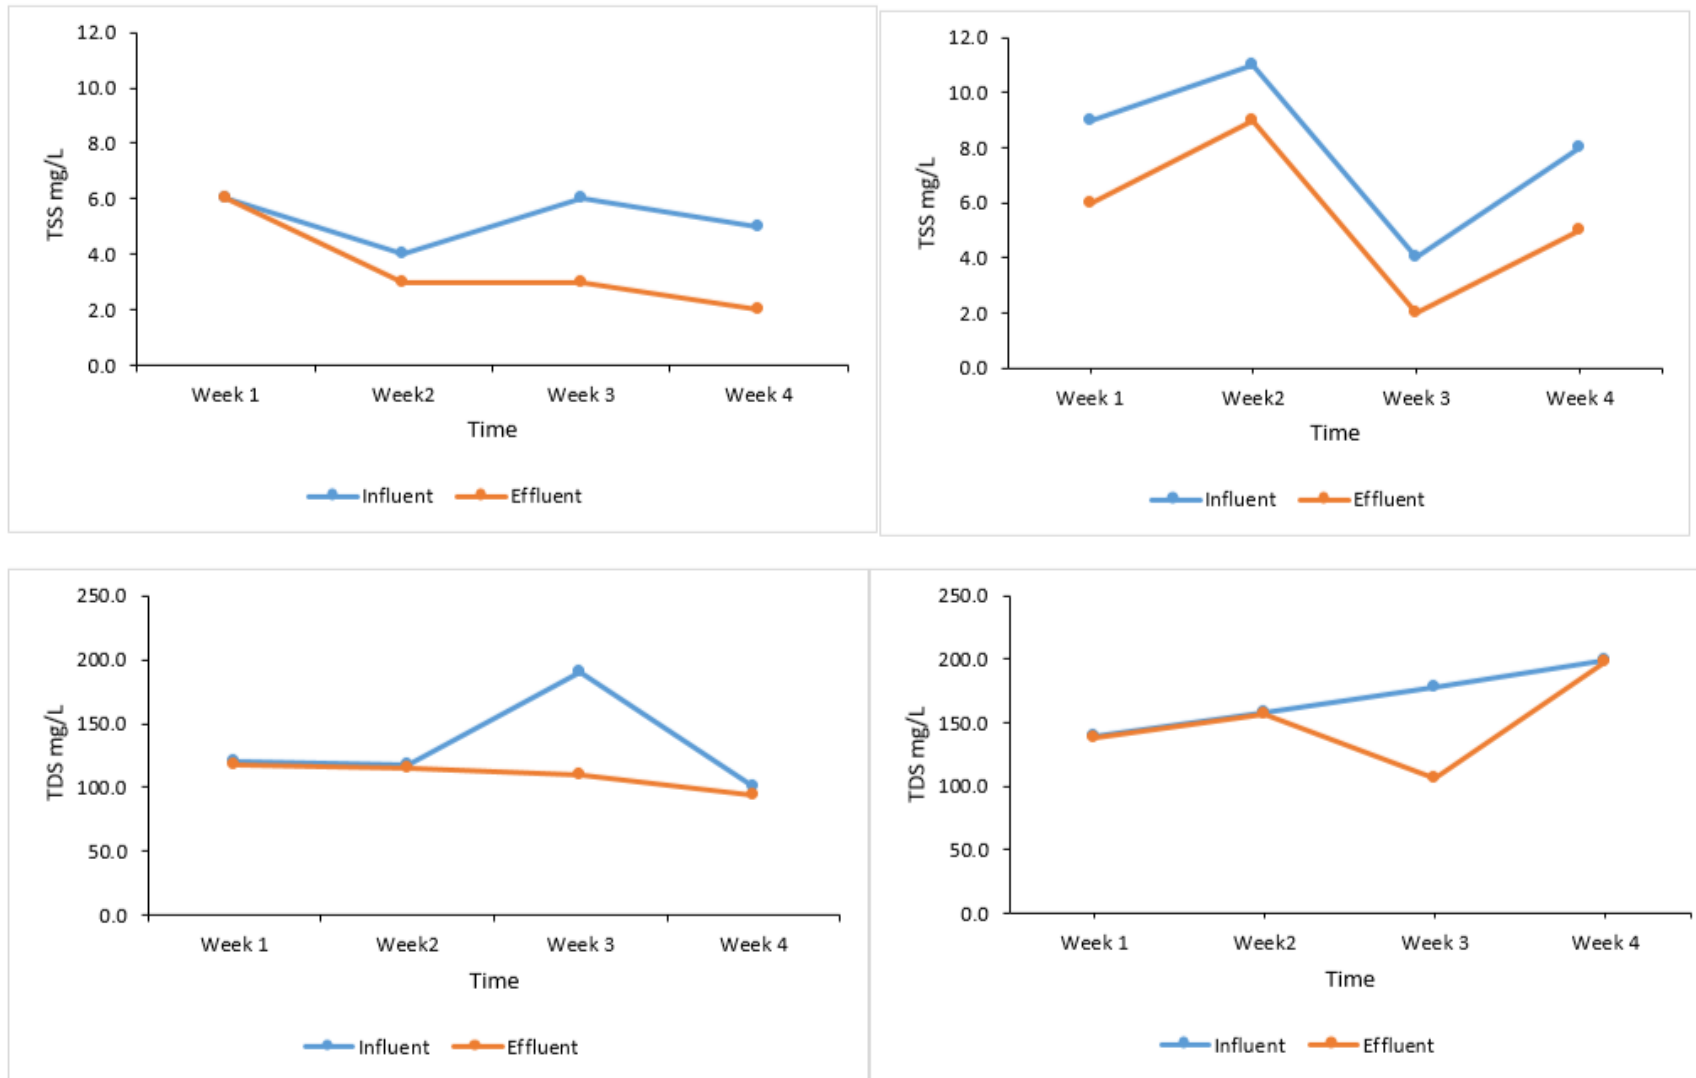 12.0
10.0
8.0
6.0
4.0
2.0
0.0
TSS mg/L
Week 1 Week2 Week 3 Week 4
Time
Influent Effluent
12.0
10.0
8.0
6.0
4.0
2.0
0.0
TSS mg/L
Week 1 Week2 Week 3 Week 4
Time
Influent Effluent
250.0
200.0
150.0
100.0
50.0
0.0
TDS mg/L
Week 1 Week2 Week 3 Week 4
Time
Influent Effluent
250.0
200.0
150.0
100.0
50.0
0.0
TDS mg/L
Week 1 Week2 Week 3 Week 4
Time
Influent Effluent